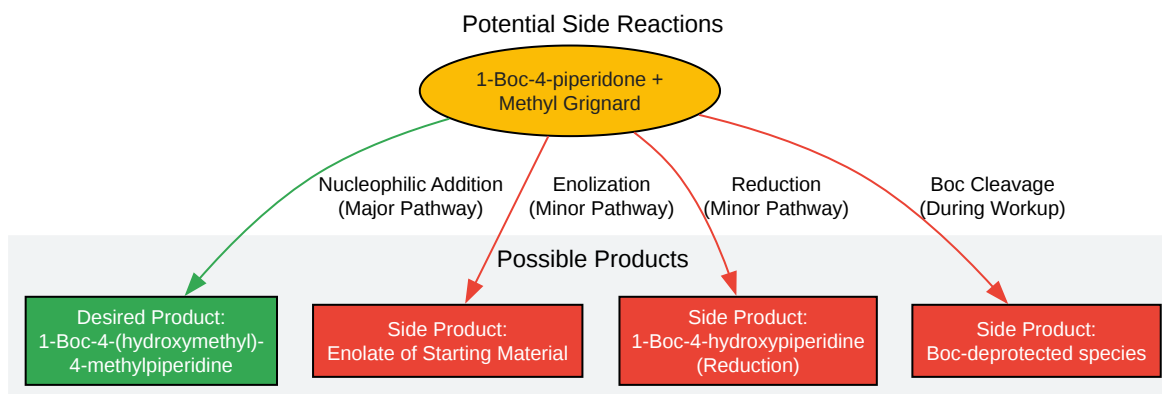 Potential Side Reactions
1-Boc-4-piperidone +
Methyl Grignard
Nucleophilic Addition
(Major Pathway)
Enolization
(Minor Pathway)
Reduction
(Minor Pathway)
Boc Cleavage
(During Workup)
Possible Products
Desired Product:
1-Boc-4-(hydroxymethyl)-
4-methylpiperidine
Side Product:
Enolate of Starting Material
Side Product:
1-Boc-4-hydroxypiperidine
(Reduction)
Side Product:
Boc-deprotected species